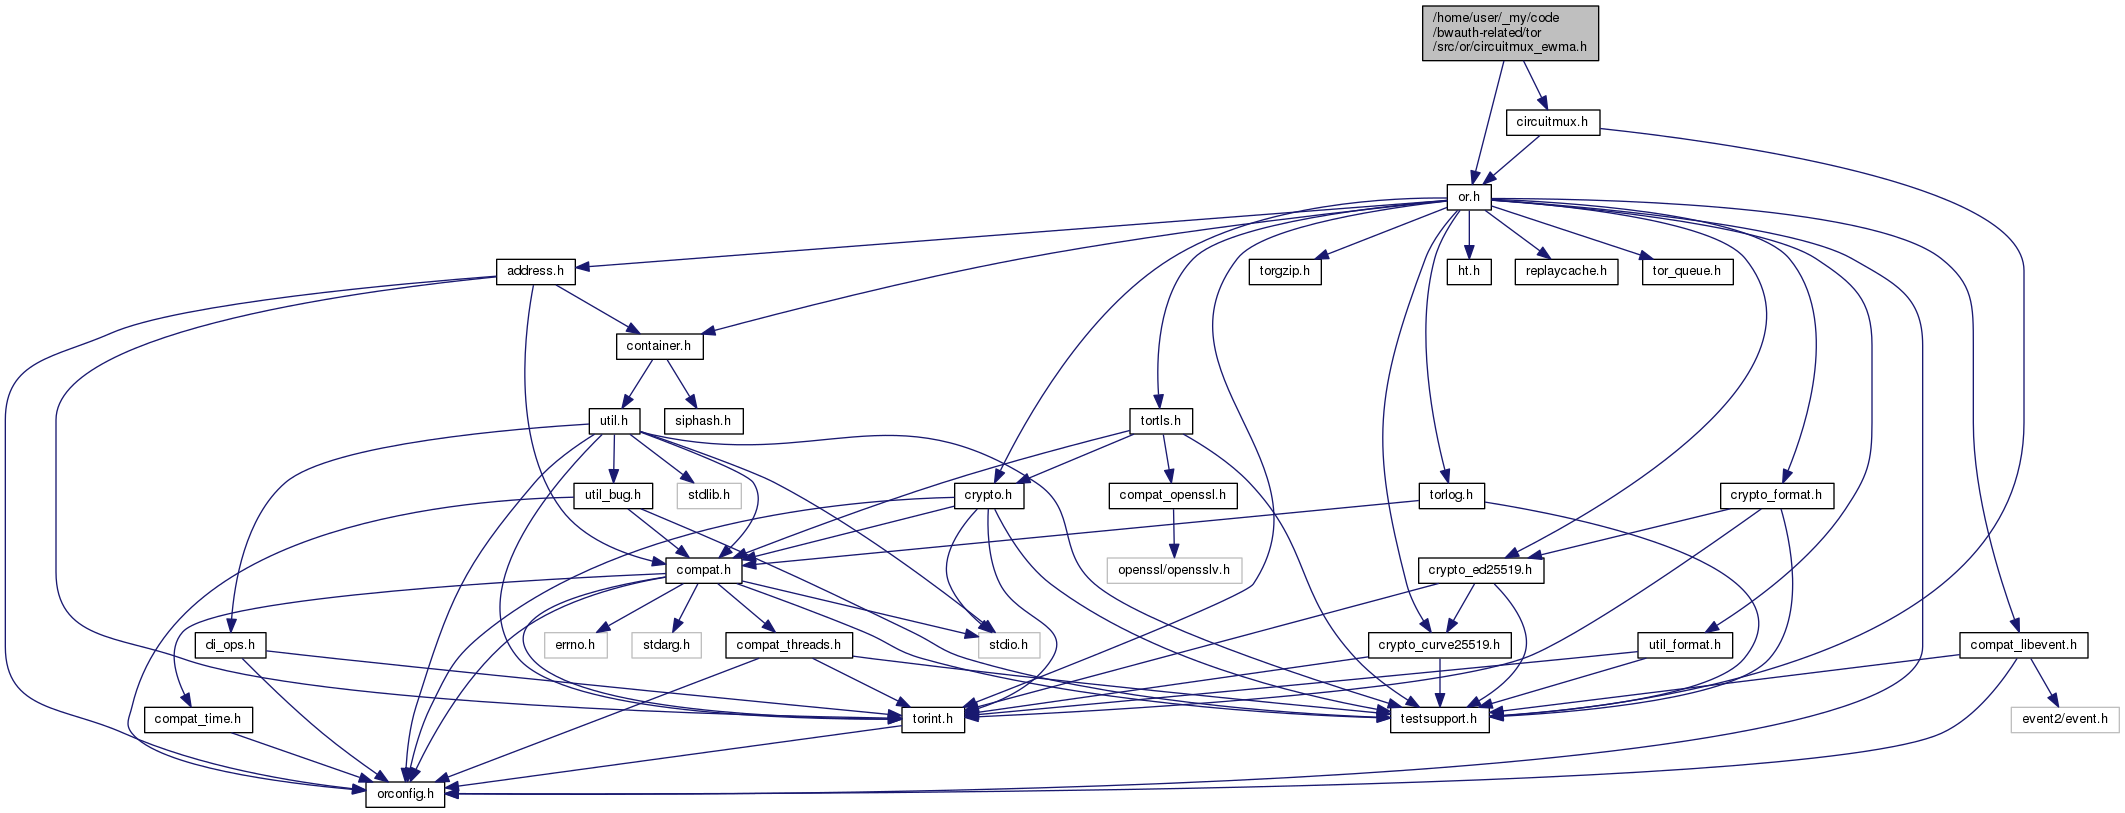 /home/user/_my/code
/bwauth-related/tor
/src/or/circuitmux_ewma.h
circuitmux.h
or.h
address.h
torgzip.h
ht.h
replaycache.h
tor_queue.h
container.h
util.h
siphash.h
tortls.h
util_bug.h
stdlib.h
crypto.h
compat_openssl.h
torlog.h
crypto_format.h
compat.h
openssl/opensslv.h
crypto_ed25519.h
di_ops.h
errno.h
stdarg.h
compat_threads.h
stdio.h
crypto_curve25519.h
util_format.h
compat_libevent.h
compat_time.h
torint.h
testsupport.h
event2/event.h
orconfig.h